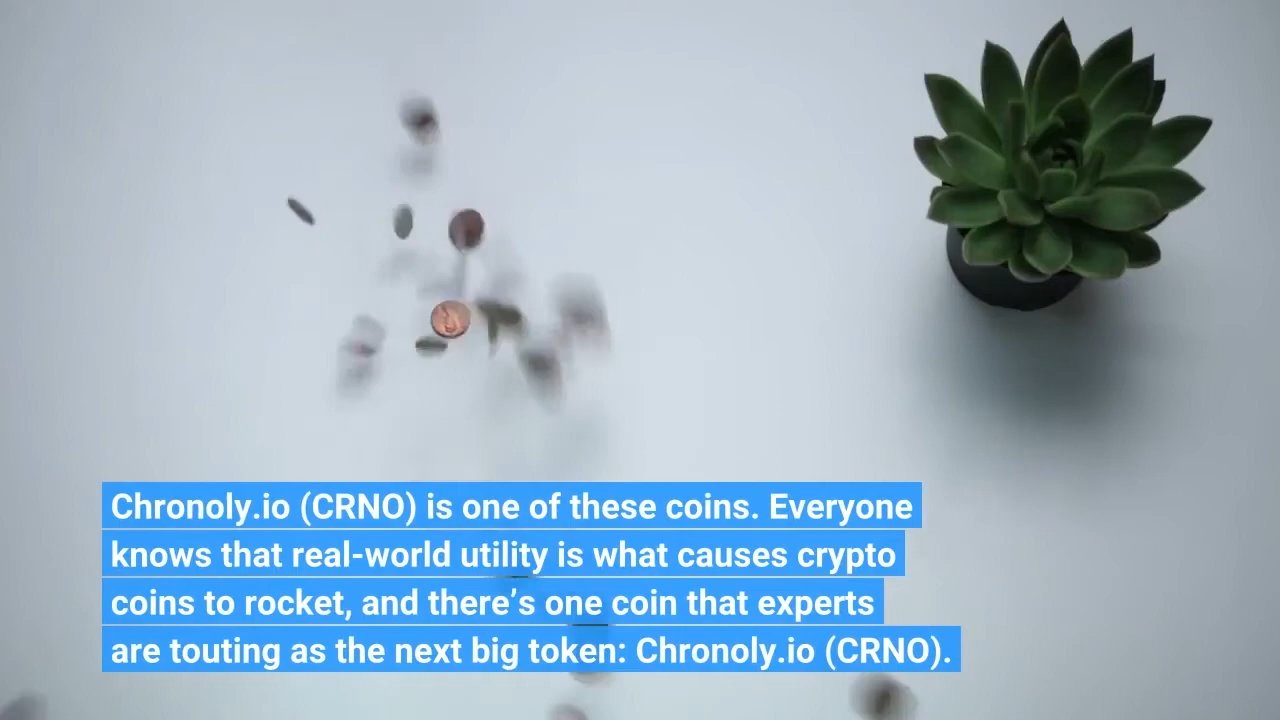 Chronoly.io (CRNO) is one of these coins. Everyone
knows that real-world utility is what causes crypto
coins to rocket, and there’s one coin that experts
are touting as the next big token: Chronoly.io (CRNO).